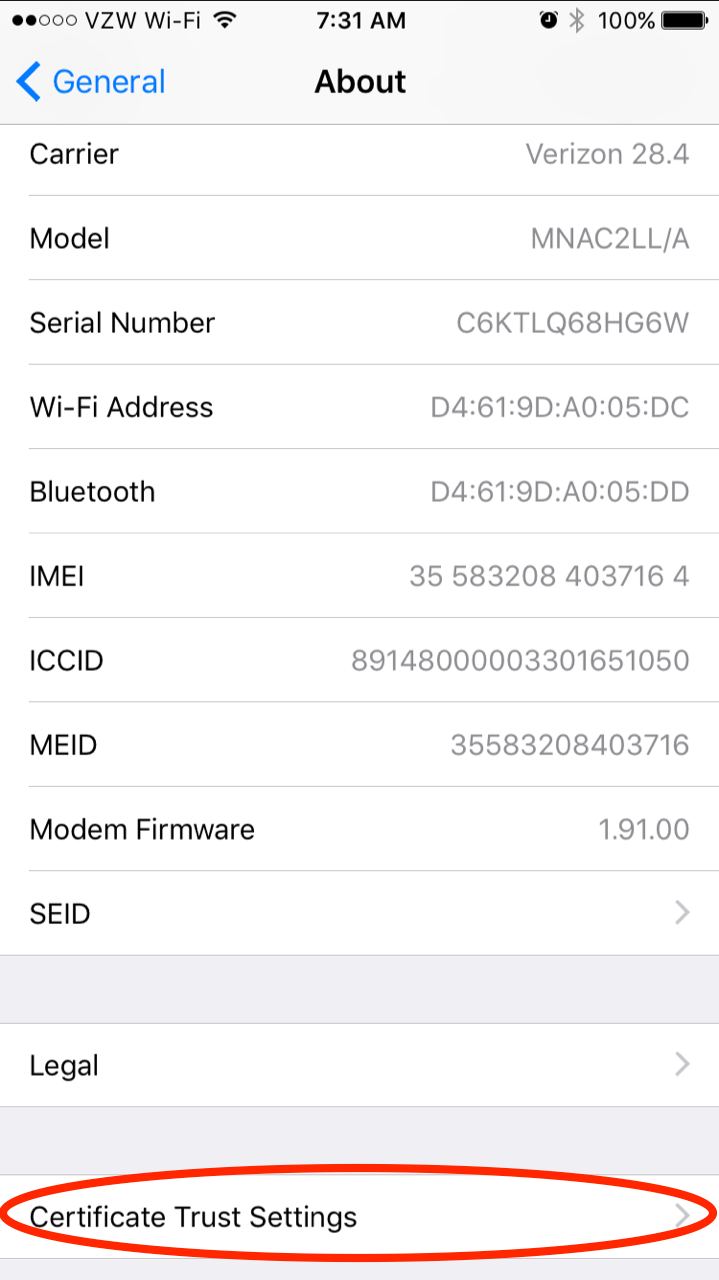 VZW Wi-Fi 7:31 AM 100%
General About
Carrier Verizon 28.4
Model MNAC2LL/A
Serial Number C6KTLQ68HG6W
Wi-Fi Address D4:61:9D:A0:05:DC
Bluetooth D4:61:9D:A0:05:DD
IMEI 35 583208 403716 4
ICCID 89148000003301651050
MEID 35583208403716
Modem Firmware 1.91.00
SEID
Legal
Certificate Trust Settings